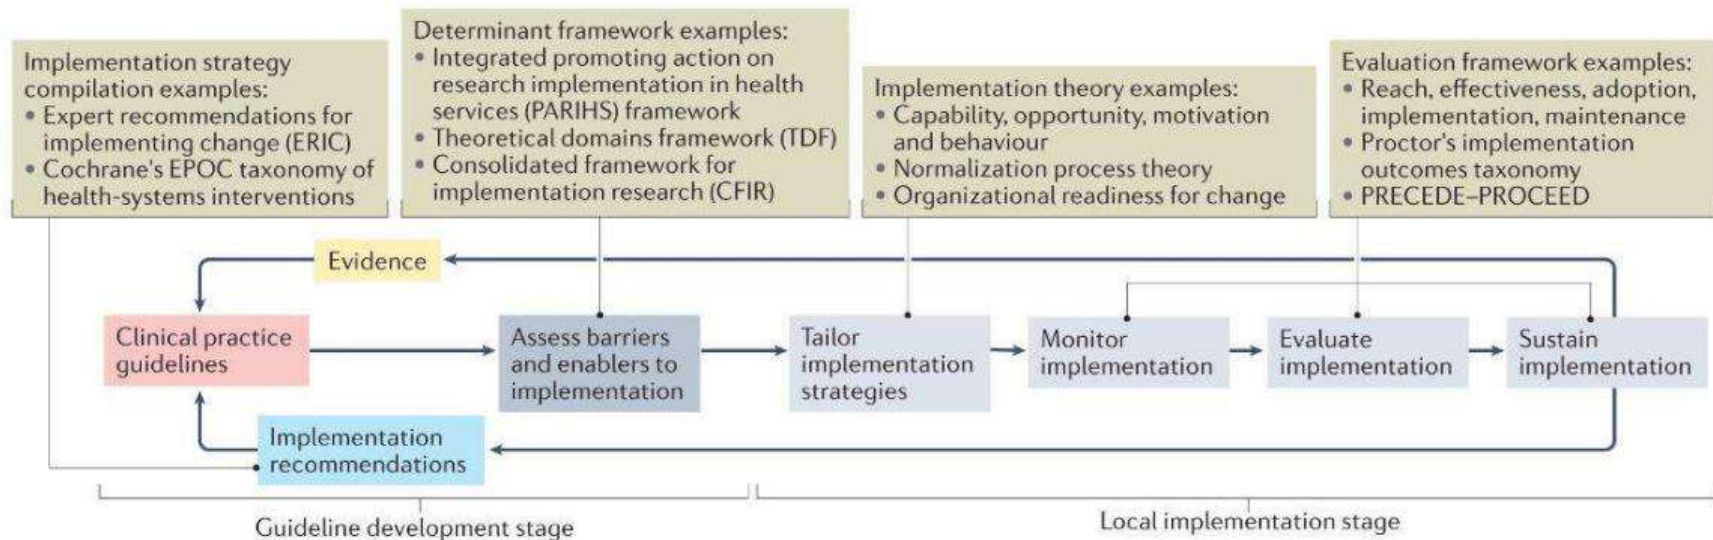 Implementation strategy
compilation examples:
• Expert recommendations for
implementing change (ERIC)
• Cochrane's EPOC taxonomy of
health-systems interventions
Determinant framework examples:
• Integrated promoting action on
research implementation in health
services (PARIHS) framework
• Theoretical domains framework (TDF)
• Consolidated framework for
implementation research (CFIR)
Implementation theory examples:
• Capability, opportunity, motivation
and behaviour
• Normalization process theory
• Organizational readiness for change
Evaluation framework examples:
• Reach, effectiveness, adoption,
implementation, maintenance
• Proctor's implementation
outcomes taxonomy
• PRECEDE–PROCEED
Evidence
Clinical practice
guidelines
Assess barriers
and enablers to
implementation
Tailor
implementation
strategies
Monitor
implementation
Evaluate
implementation
Sustain
implementation
Implementation
recommendations
Guideline development stage
Local implementation stage